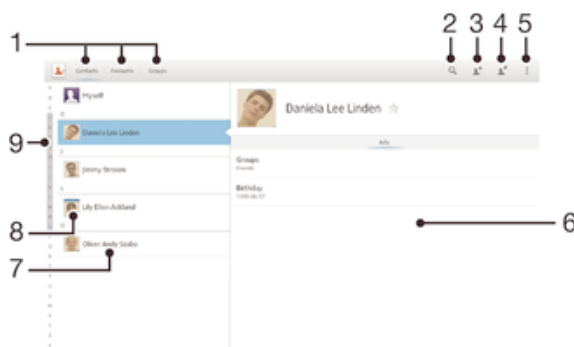 1
2 3 4 5
Contacts Favourite Groups
Myself
Daniela Lee Linden
Daniela Lee Linden
Info
9
Groups
Friends
Jimmy Stroom
Birthday
Lily Ellen Ackland
8
6
Oliver Andy Szabo
7